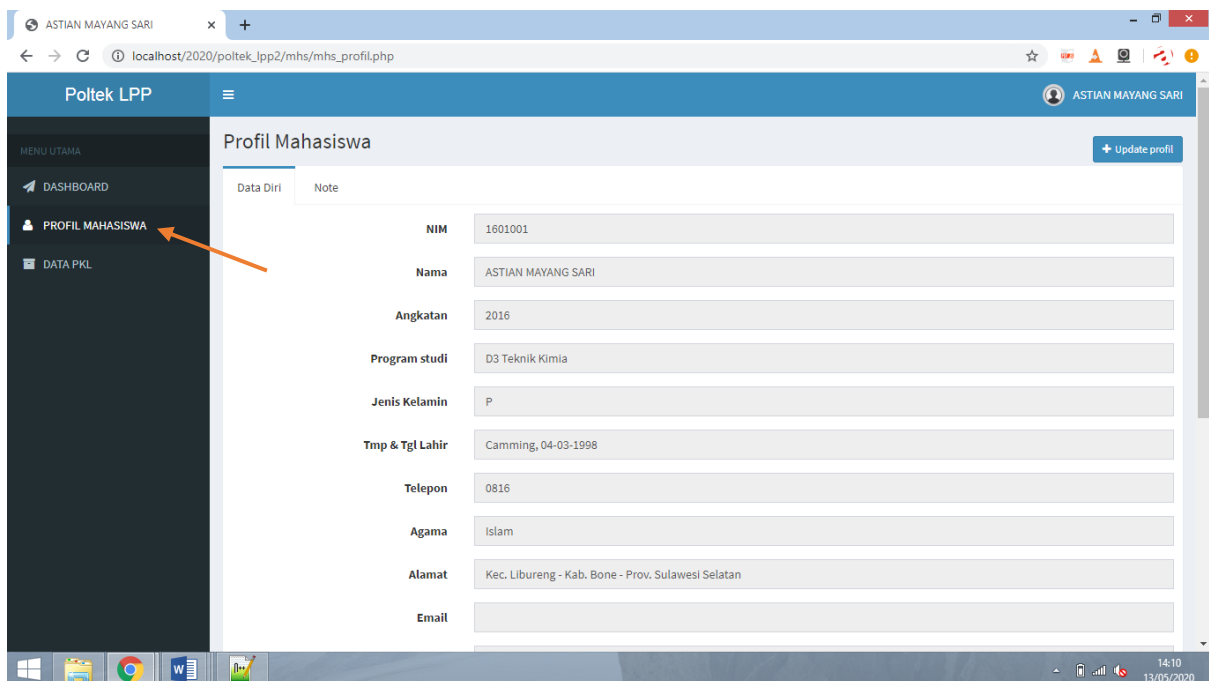 ASTIAN MAYANG SARI
localhost/2020/poltek_lpp2/mhs/mhs_profil.php
Poltek LPP
ASTIAN MAYANG SARI
MENU UTAMA
DASHBOARD
PROFIL MAHASISWA
DATA PKL
Profil Mahasiswa
Update profil
Data Diri Note
NIM 1601001
Nama ASTIAN MAYANG SARI
Angkatan 2016
Program studi D3 Teknik Kimia
Jenis Kelamin P
Tmp & Tgl Lahir Camming, 04-03-1998
Telepon 0816
Agama Islam
Alamat Kec. Libureng - Kab. Bone - Prov. Sulawesi Selatan
Email
14:10
13/05/2020